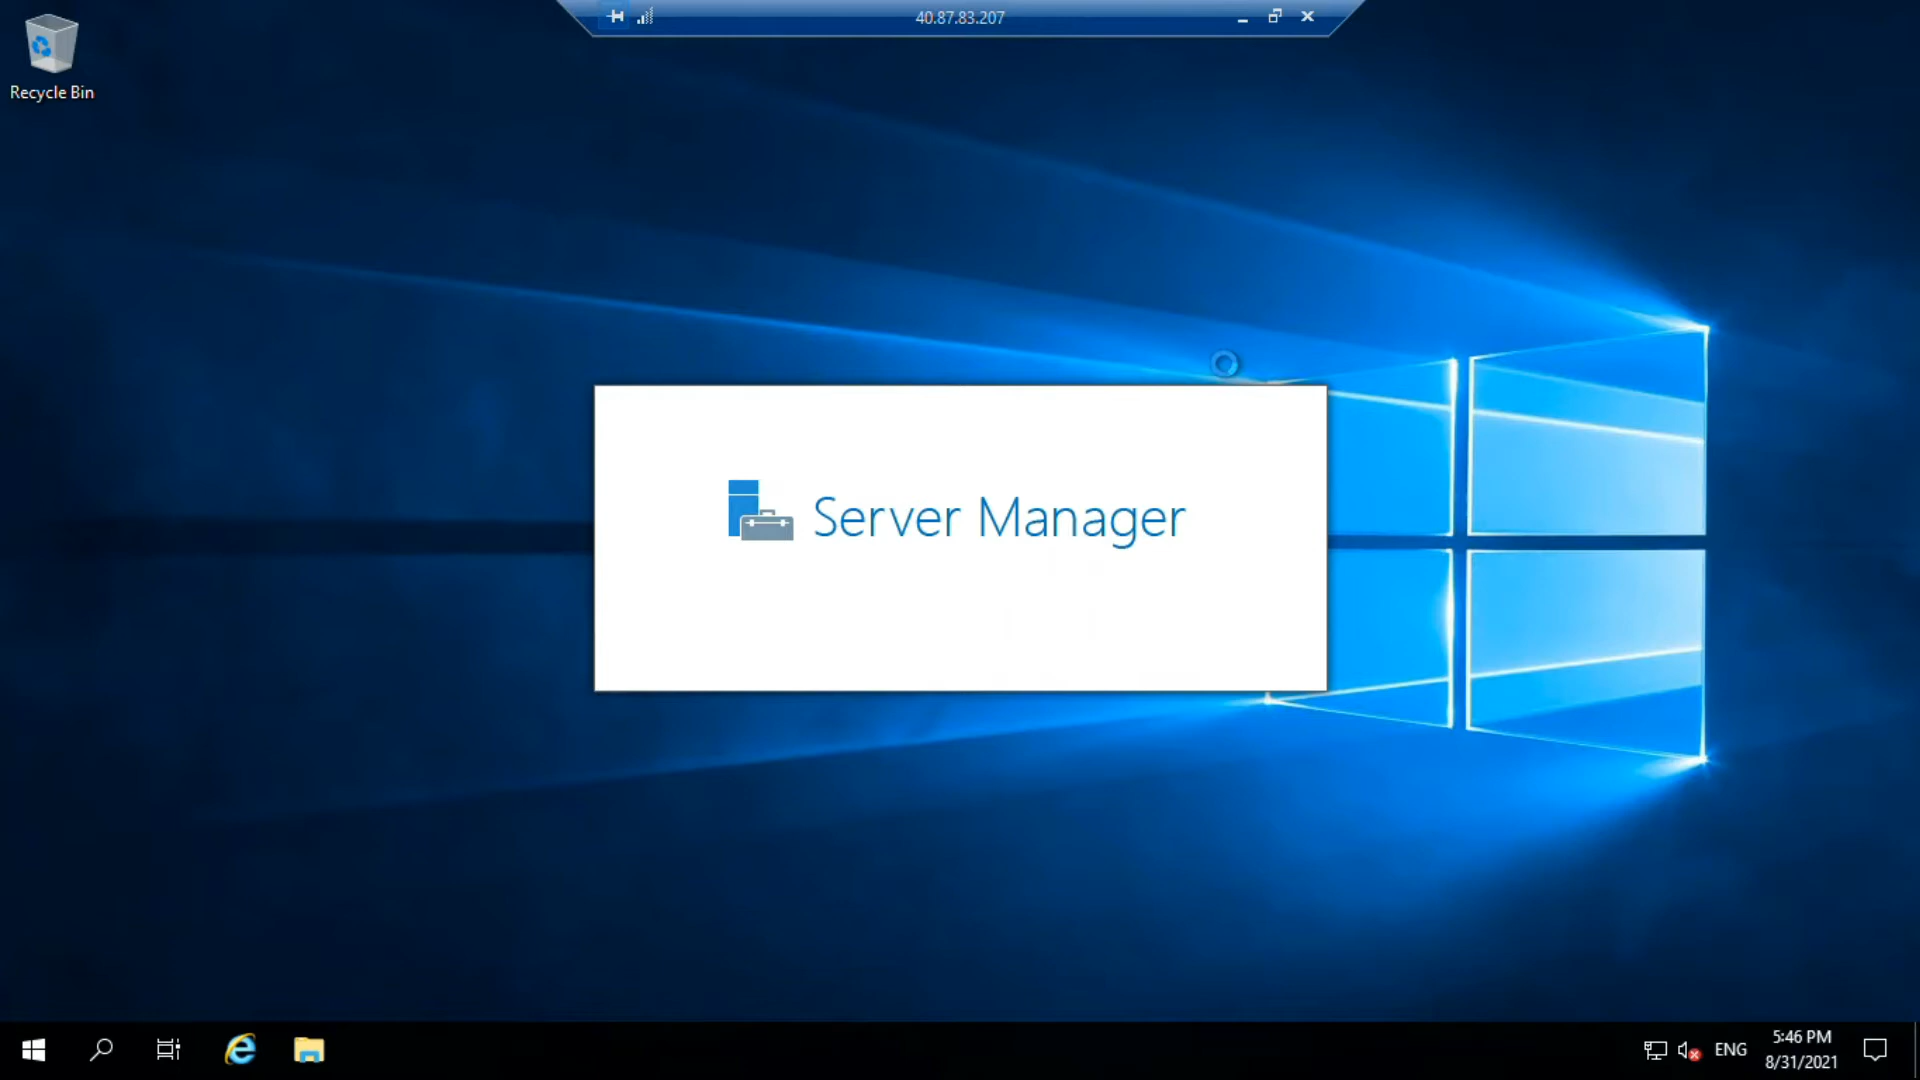 40.87.83.207
Recycle Bin
Server Manager
ENG
5:46 PM
8/31/2021